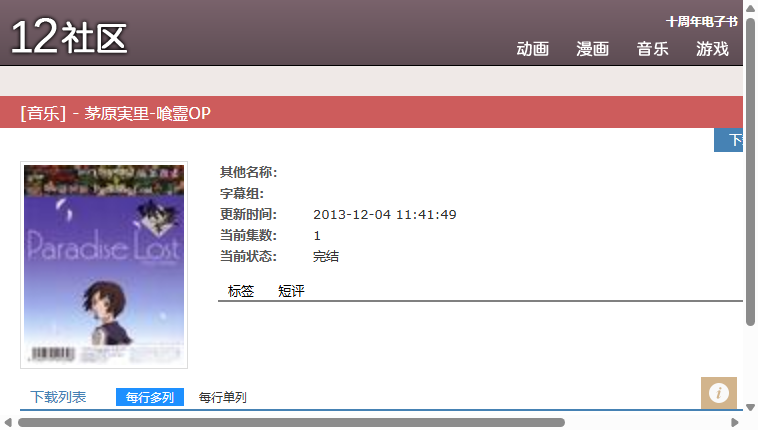 12社区
十周年电子书
动画 漫画 音乐 游戏
[音乐] - 茅原実里-喰霊OP
其他名称:
字幕组:
更新时间: 2013-12-04 11:41:49
当前集数: 1
当前状态: 完结
Paradise Lost
标签 短评
下载列表 每行多列 每行单列
i